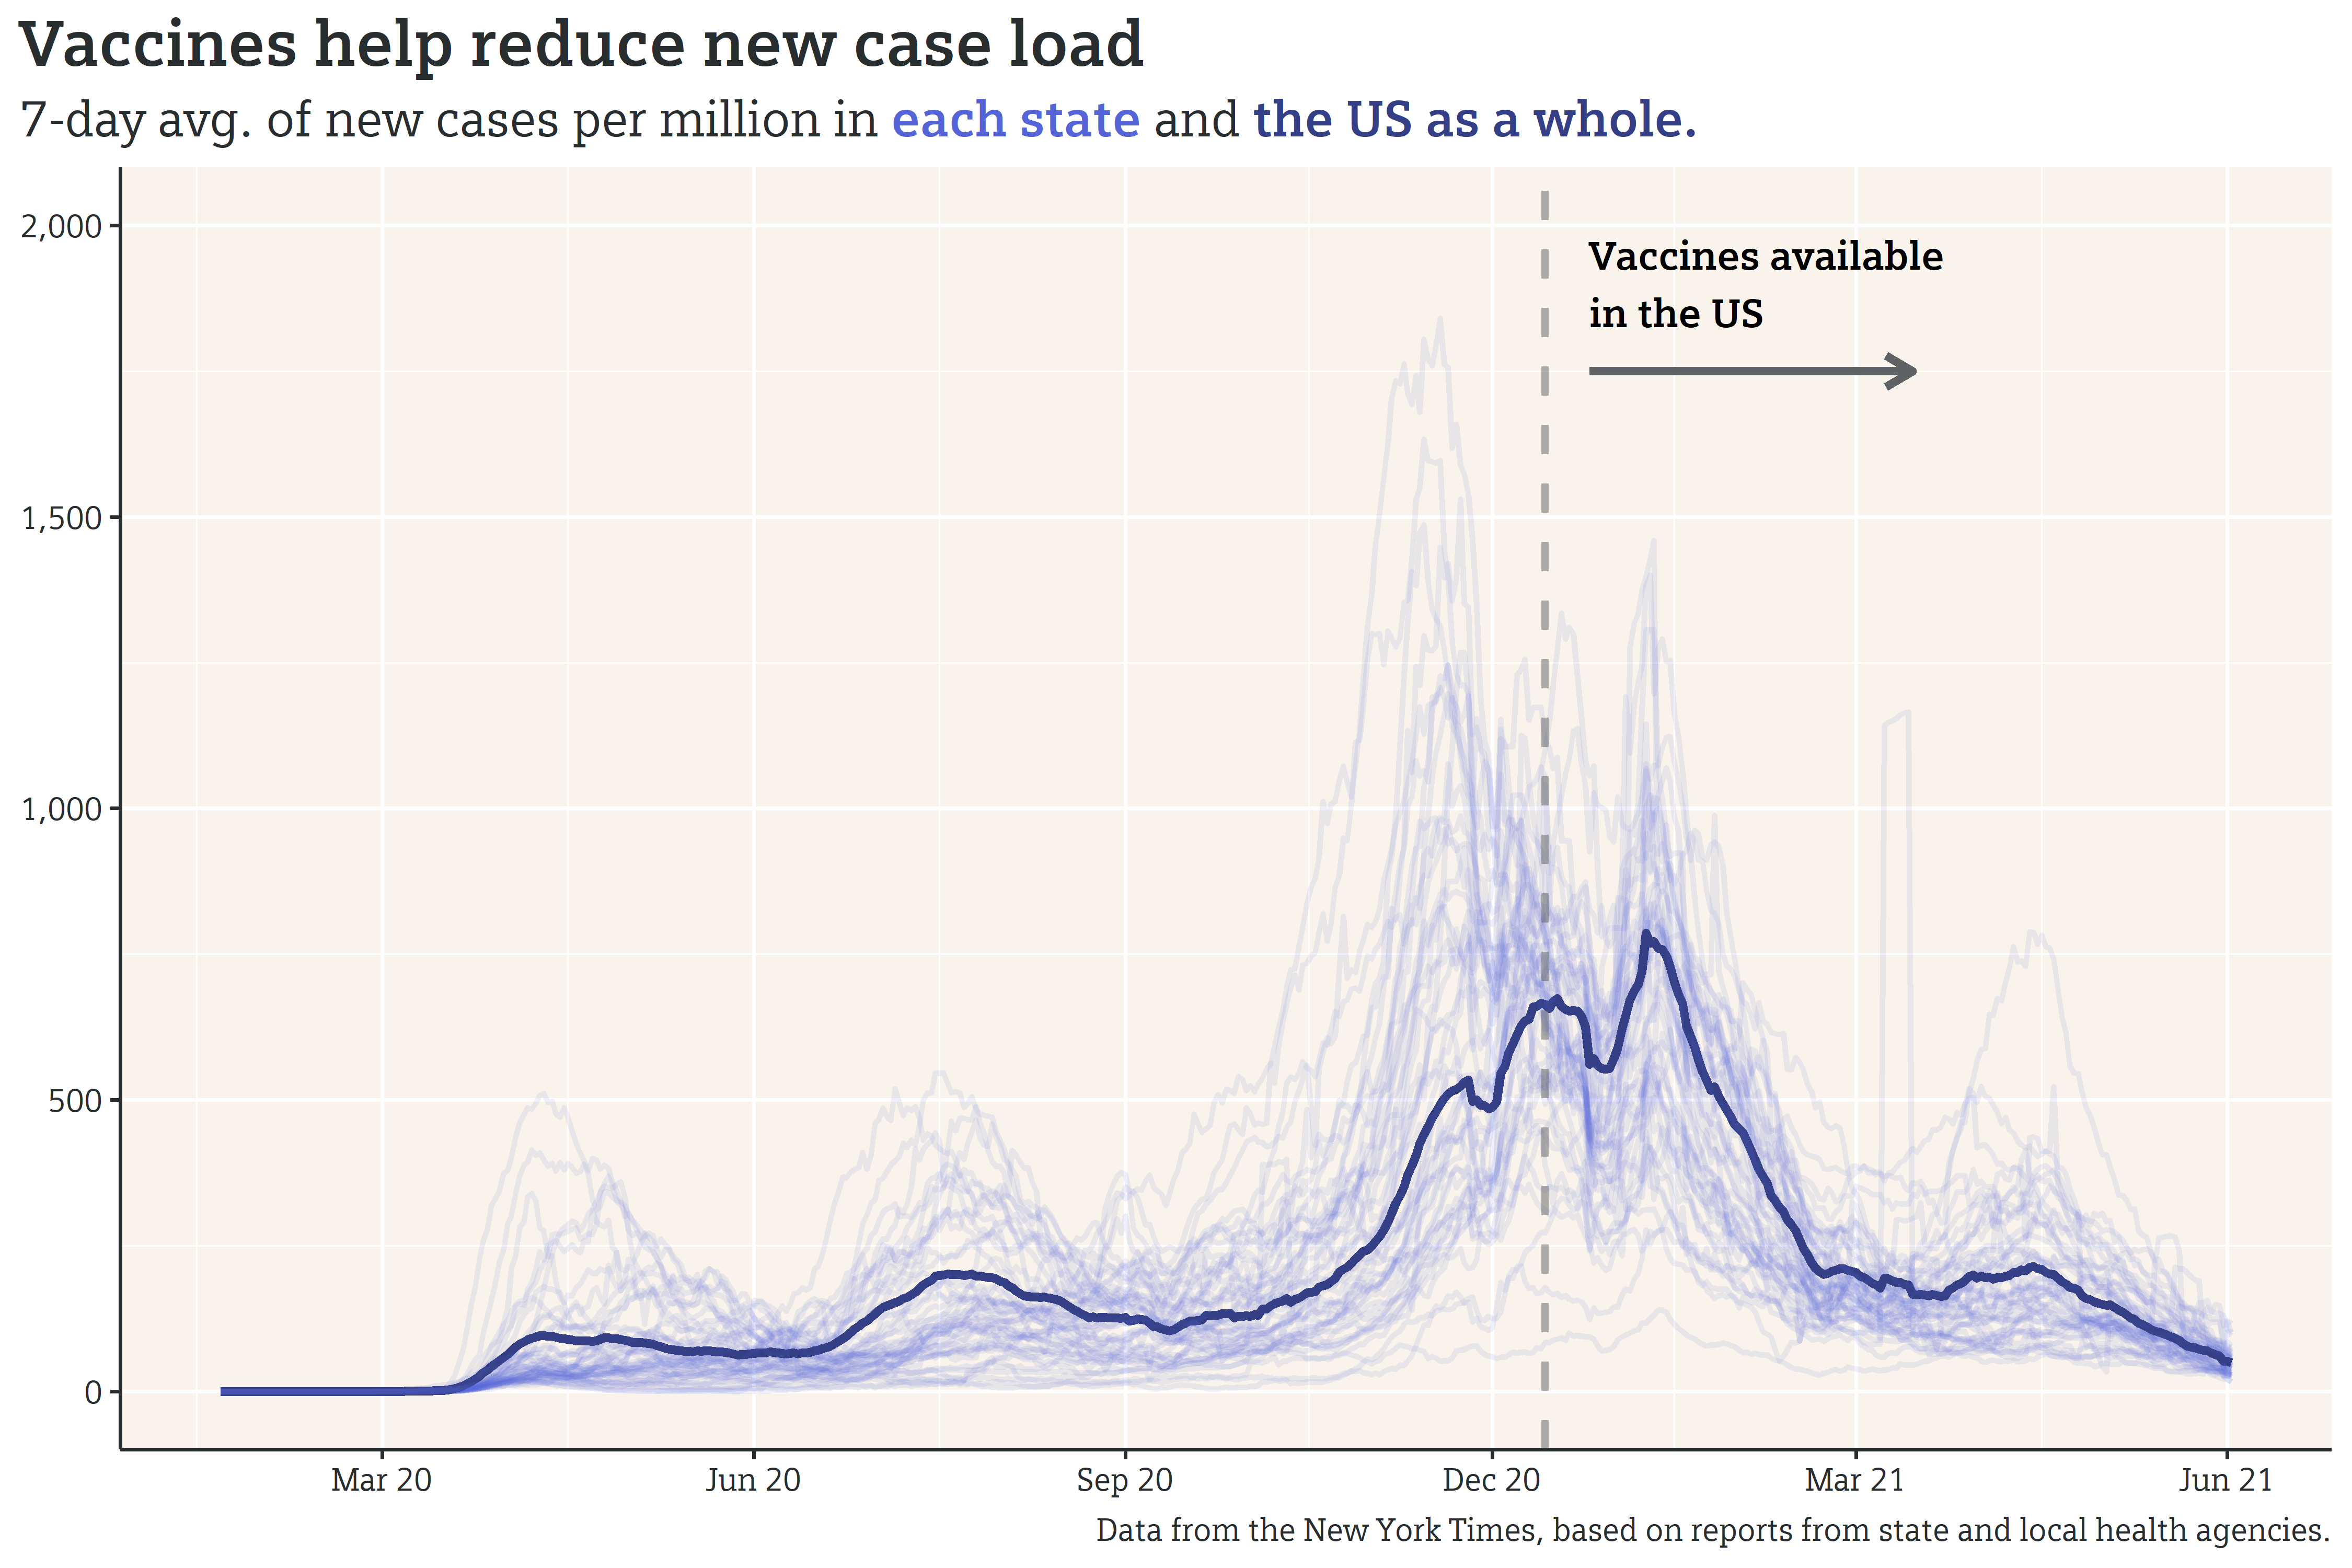 Vaccines help reduce new case load
7-day avg. of new cases per million in each state and the US as a whole.
2,000
Vaccines available
in the US
1,500
1,000
500
0
Mar 20 Jun 20 Sep 20 Dec 20 Mar 21 Jun 21
Data from the New York Times, based on reports from state and local health agencies.